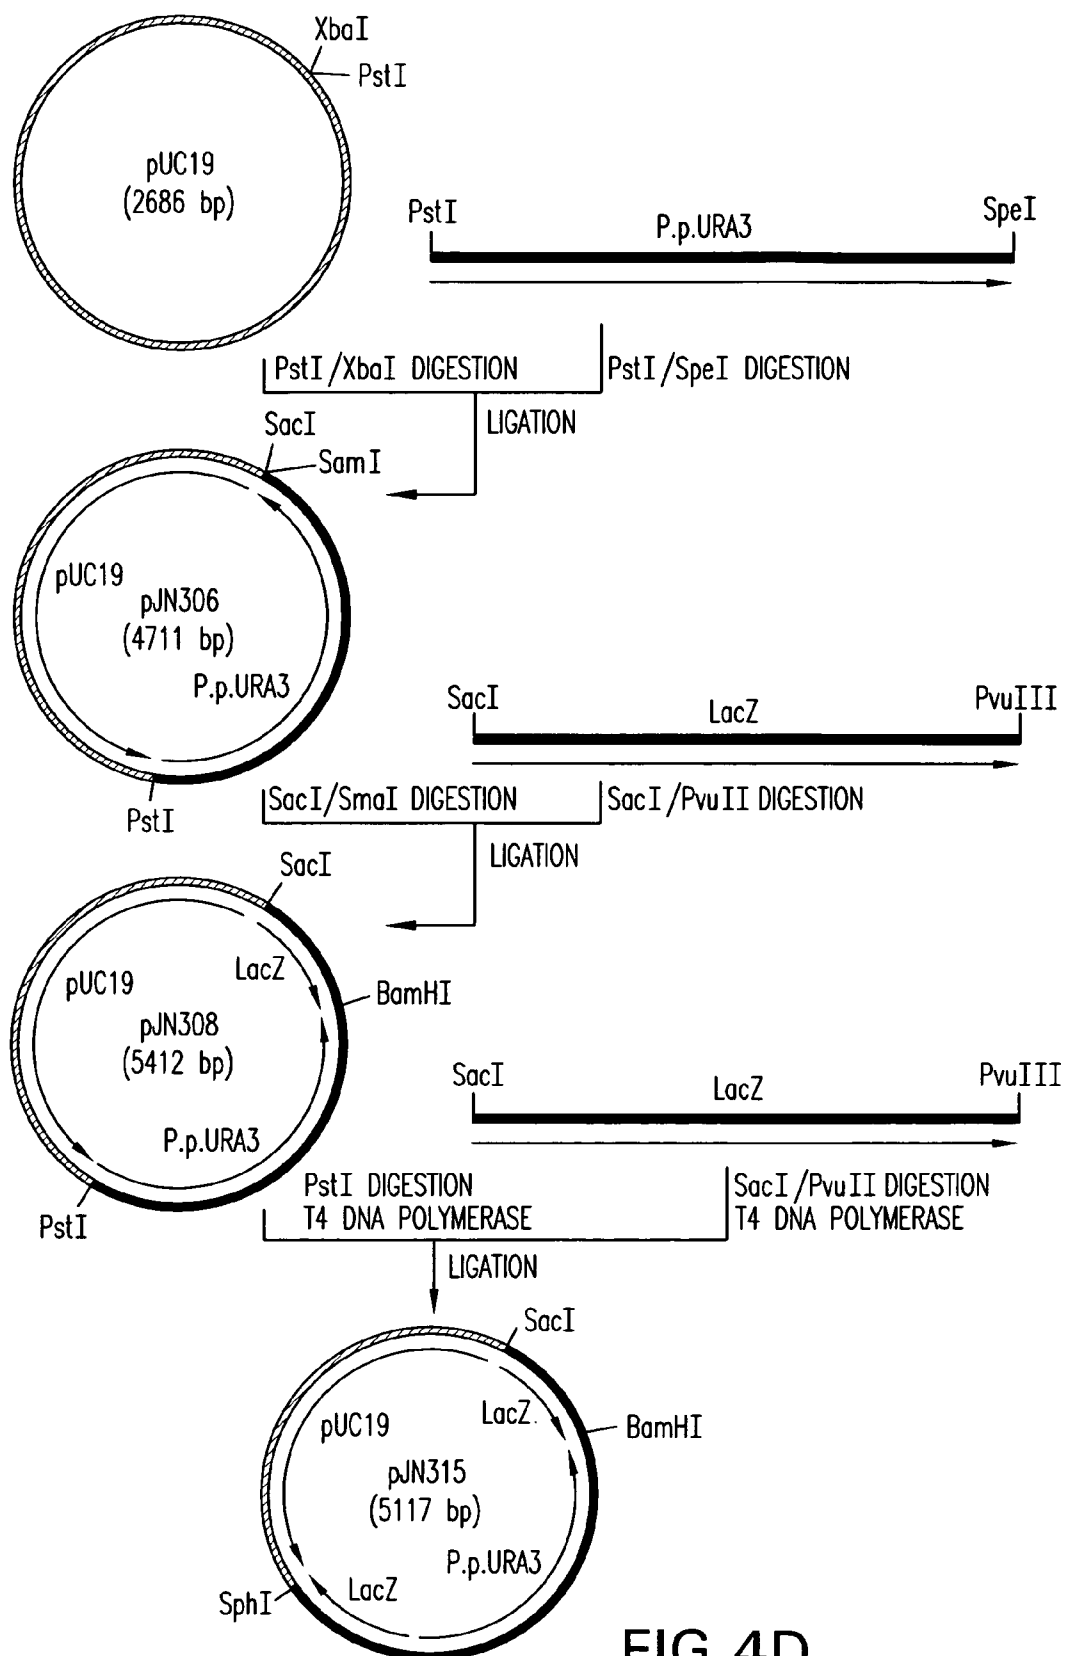 XbaI
PstI
pUC19
(2686 bp)
PstI
P.p.URA3
SpeI
PstI/XbaI DIGESTION
PstI/SpeI DIGESTION
LIGATION
SacI
SamI
pUC19
pJN306
(4711 bp)
P.p.URA3
PstI
SacI
LacZ
PvuIII
SacI/SmaI DIGESTION
SacI/PvuII DIGESTION
LIGATION
SacI
LacZ
pUC19
BamHI
pJN308
(5412 bp)
P.p.URA3
PstI
SacI
LacZ
PvuIII
PstI DIGESTION
T4 DNA POLYMERASE
SacI/PvuII DIGESTION
T4 DNA POLYMERASE
LIGATION
SacI
LacZ.
pUC19
BamHI
pJN315
(5117 bp)
P.p.URA3
LacZ
SphI
FIG. 4D